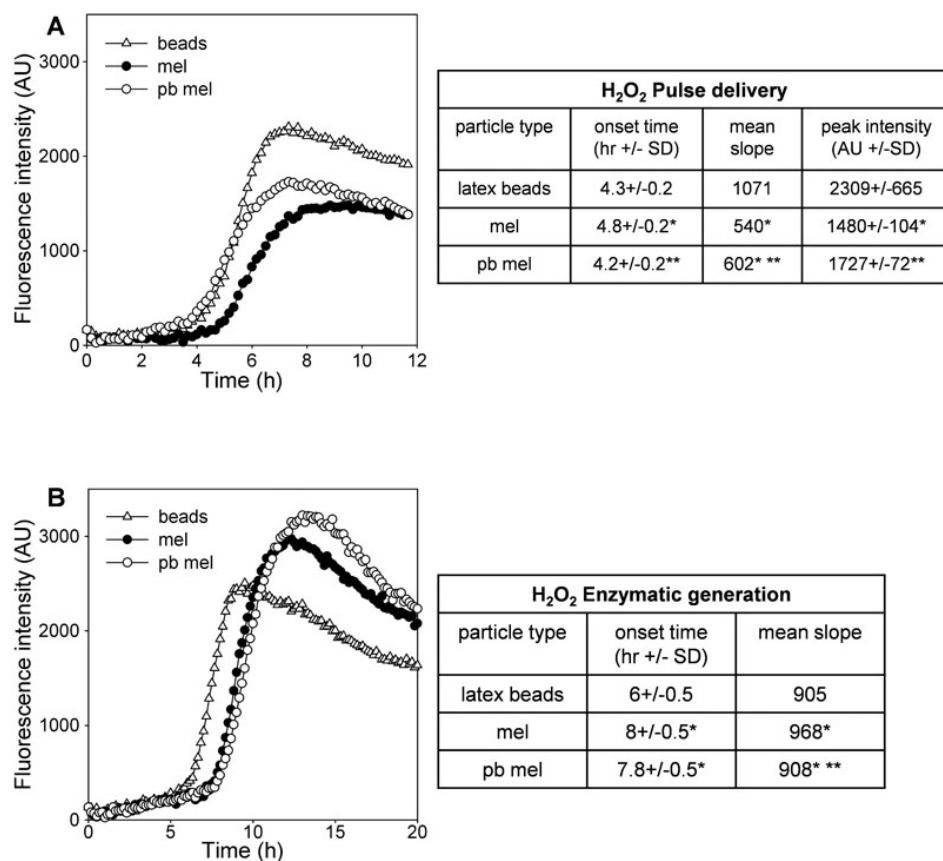 A
beads
mel
pb mel
Fluorescence intensity (AU)
3000
2000
1000
0
0 2 4 6 8 10 12
Time (h)
H₂O₂ Pulse delivery
particle type onset time (hr +/- SD) mean slope peak intensity (AU +/-SD)
latex beads 4.3+/-0.2 1071 2309+/-665
mel 4.8+/-0.2* 540* 1480+/-104*
pb mel 4.2+/-0.2** 602* ** 1727+/-72**
B
beads
mel
pb mel
Fluorescence intensity (AU)
3000
2000
1000
0
0 5 10 15 20
Time (h)
H₂O₂ Enzymatic generation
particle type onset time (hr +/- SD) mean slope
latex beads 6+/-0.5 905
mel 8+/-0.5* 968*
pb mel 7.8+/-0.5* 908* **